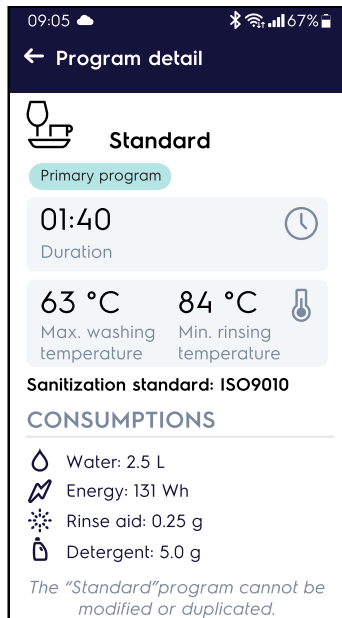 09:05 67%
Program detail
Standard
Primary program
01:40
Duration
63 °C 84 °C
Max. washing Min. rinsing
temperature temperature
Sanitization standard: ISO9010
CONSUMPTIONS
Water: 2.5 L
Energy: 131 Wh
Rinse aid: 0.25 g
Detergent: 5.0 g
The “Standard”program cannot be
modified or duplicated.